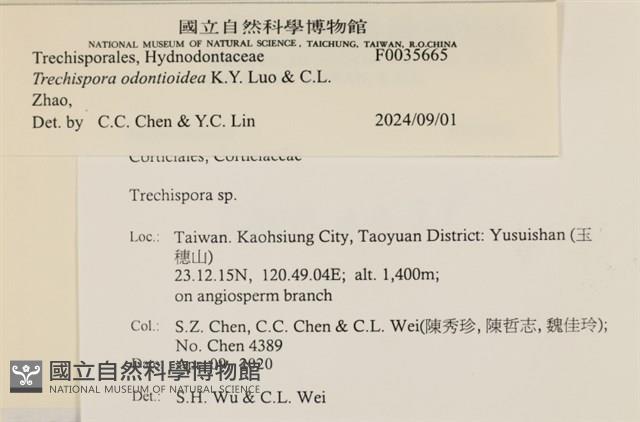 國立自然科學博物館
NATIONAL MUSEUM OF NATURAL SCIENCE, TAICHUNG, TAIWAN, R.O.CHINA
Trechisporales, Hydnodontaceae F0035665
Trechispora odontioidea K.Y. Luo & C.L.
Zhao,
Det. by C.C. Chen & Y.C. Lin 2024/09/01
Corticiales, Corticiaceae
Trechispora sp.
Loc.: Taiwan. Kaohsiung City, Taoyuan District: Yusuishan (玉
穗山)
23.12.15N, 120.49.04E; alt. 1,400m;
on angiosperm branch
Col.: S.Z. Chen, C.C. Chen & C.L. Wei(陳秀珍, 陳哲志, 魏佳玲);
No. Chen 4389
2020
Det.: S.H. Wu & C.L. Wei
國立自然科學博物館
NATIONAL MUSEUM OF NATURAL SCIENCE